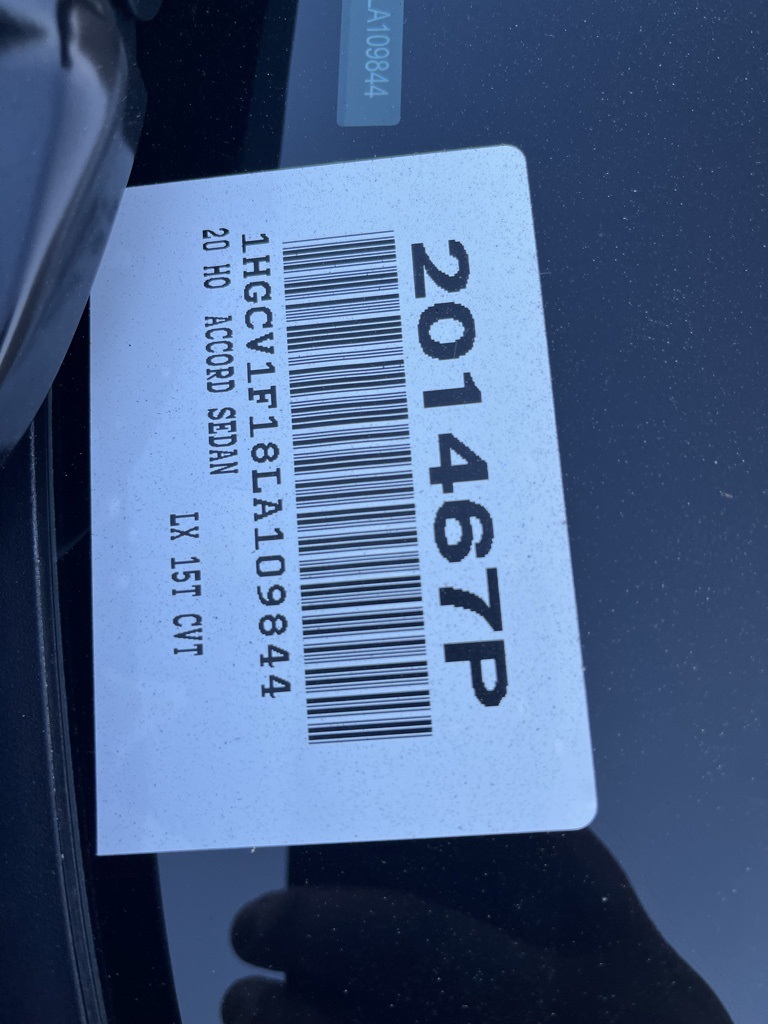 LA109844
201467P
1HGCV1F18LA109844
20 HO ACCORD SEDAN
LX 15T CVT